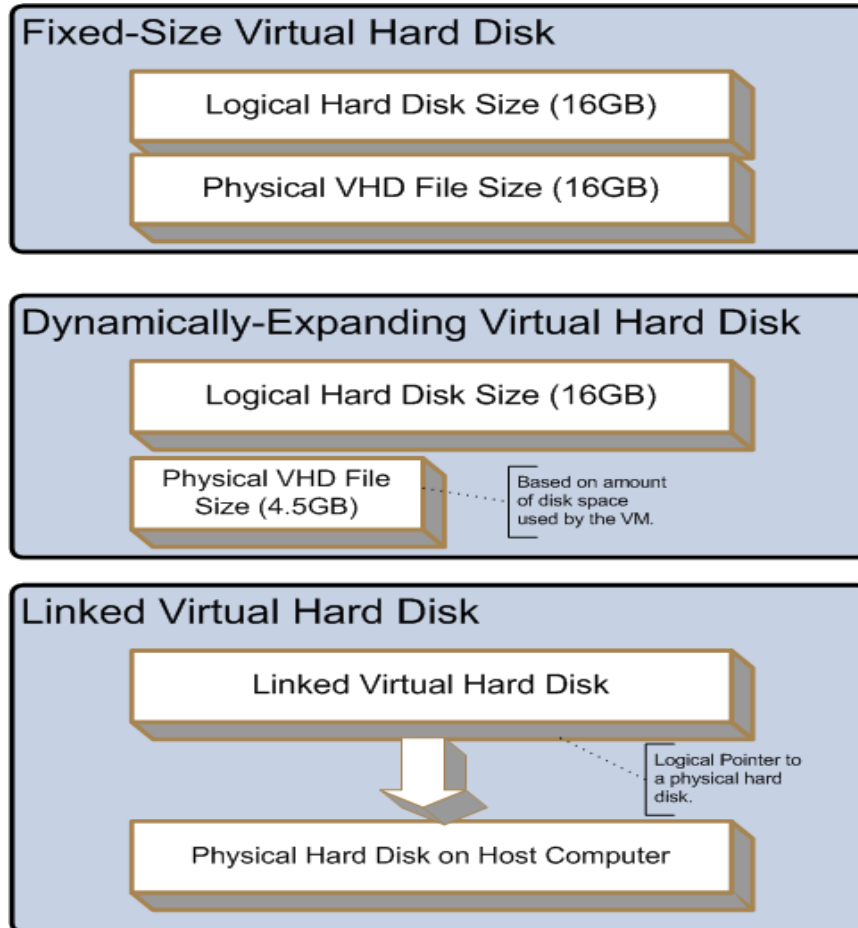 Fixed-Size Virtual Hard Disk
Logical Hard Disk Size (16GB)
Physical VHD File Size (16GB)
Dynamically-Expanding Virtual Hard Disk
Logical Hard Disk Size (16GB)
Physical VHD File
Size (4.5GB)
Based on amount
of disk space
used by the VM.
Linked Virtual Hard Disk
Linked Virtual Hard Disk
Logical Pointer to
a physical hard
disk.
Physical Hard Disk on Host Computer